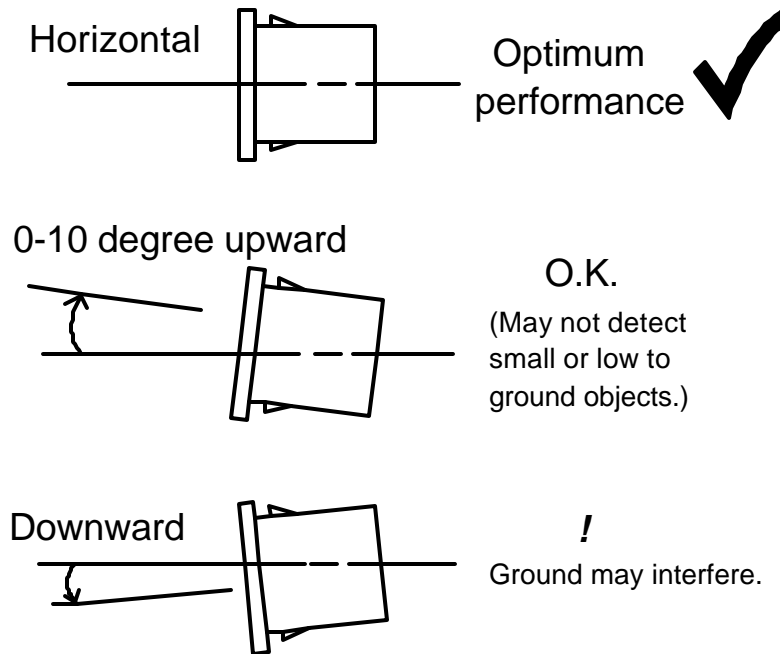 Horizontal
Optimum
performance
0-10 degree upward
O.K.
(May not detect
small or low to
ground objects.)
Downward
!
Ground may interfere.